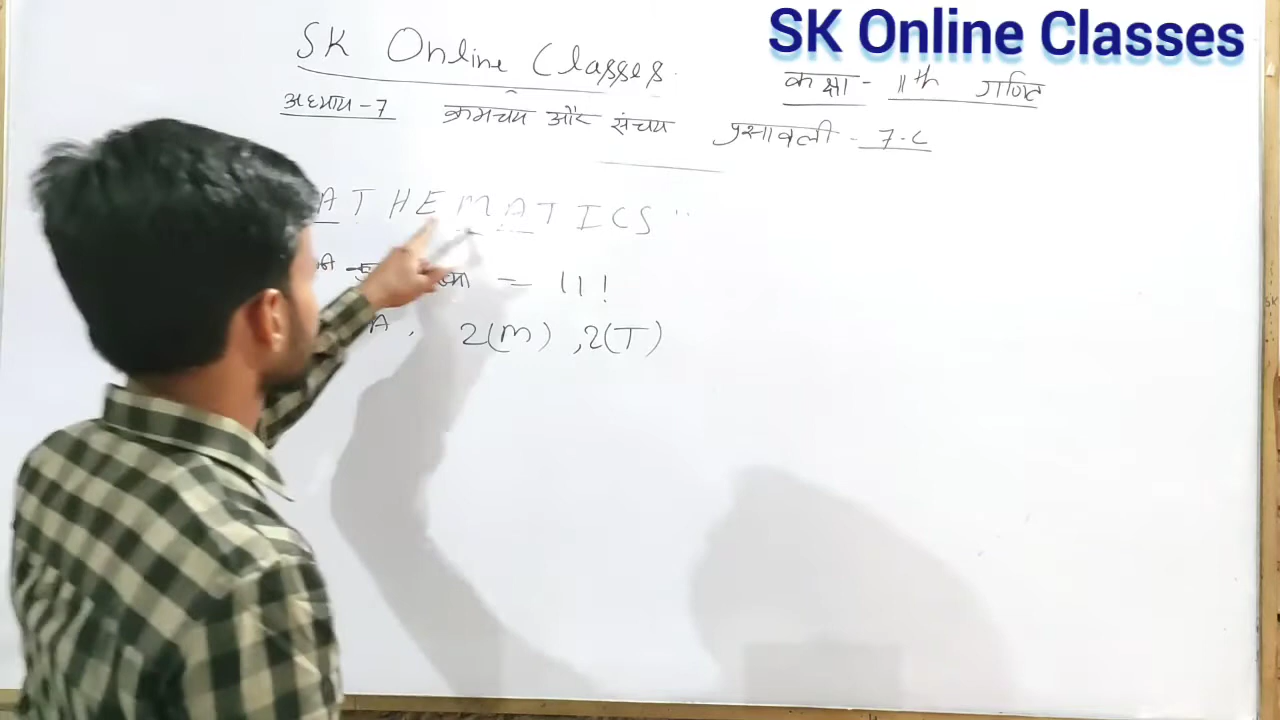 SK Online Classes
SK Online Classes
कक्षा - 11th गणित
अध्याय - 7 क्रमचय और संचय प्रश्नावली - 7.C
ATHEMATICS"
= 11!
A, 2(M), 2(T)